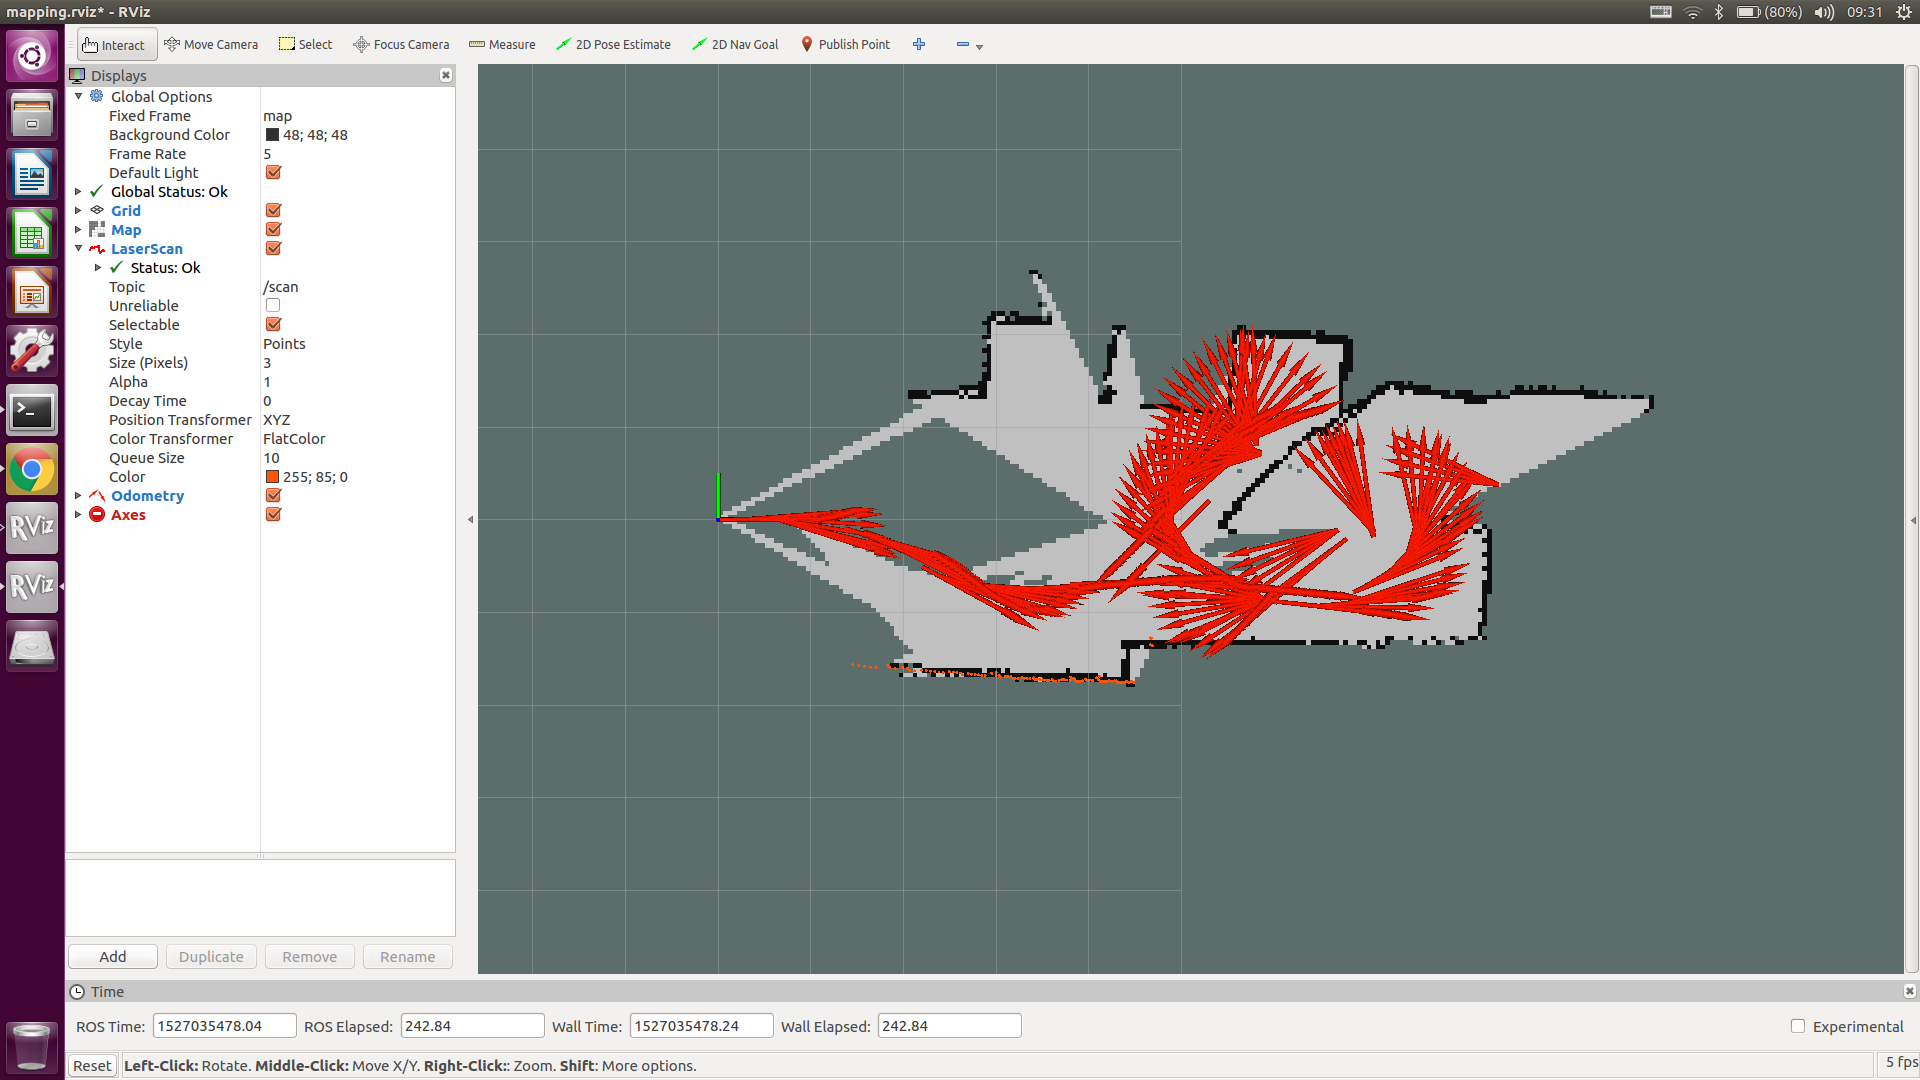 mapping.rviz* - RViz
(80%) 09:31
Interact Move Camera Select Focus Camera Measure 2D Pose Estimate 2D Nav Goal Publish Point
Displays
Global Options
Fixed Frame map
Background Color 48; 48; 48
Frame Rate 5
Default Light
Global Status: Ok
Grid
Map
LaserScan
Status: Ok
Topic /scan
Unreliable
Selectable
Style Points
Size (Pixels) 3
Alpha 1
Decay Time 0
Position Transformer XYZ
Color Transformer FlatColor
Queue Size 10
Color 255; 85; 0
Odometry
Axes
RViz
RViz
Add Duplicate Remove Rename
Time
ROS Time: 1527035478.04 ROS Elapsed: 242.84 Wall Time: 1527035478.24 Wall Elapsed: 242.84 Experimental
Reset Left-Click: Rotate. Middle-Click: Move X/Y. Right-Click:: Zoom. Shift: More options. 5 fps